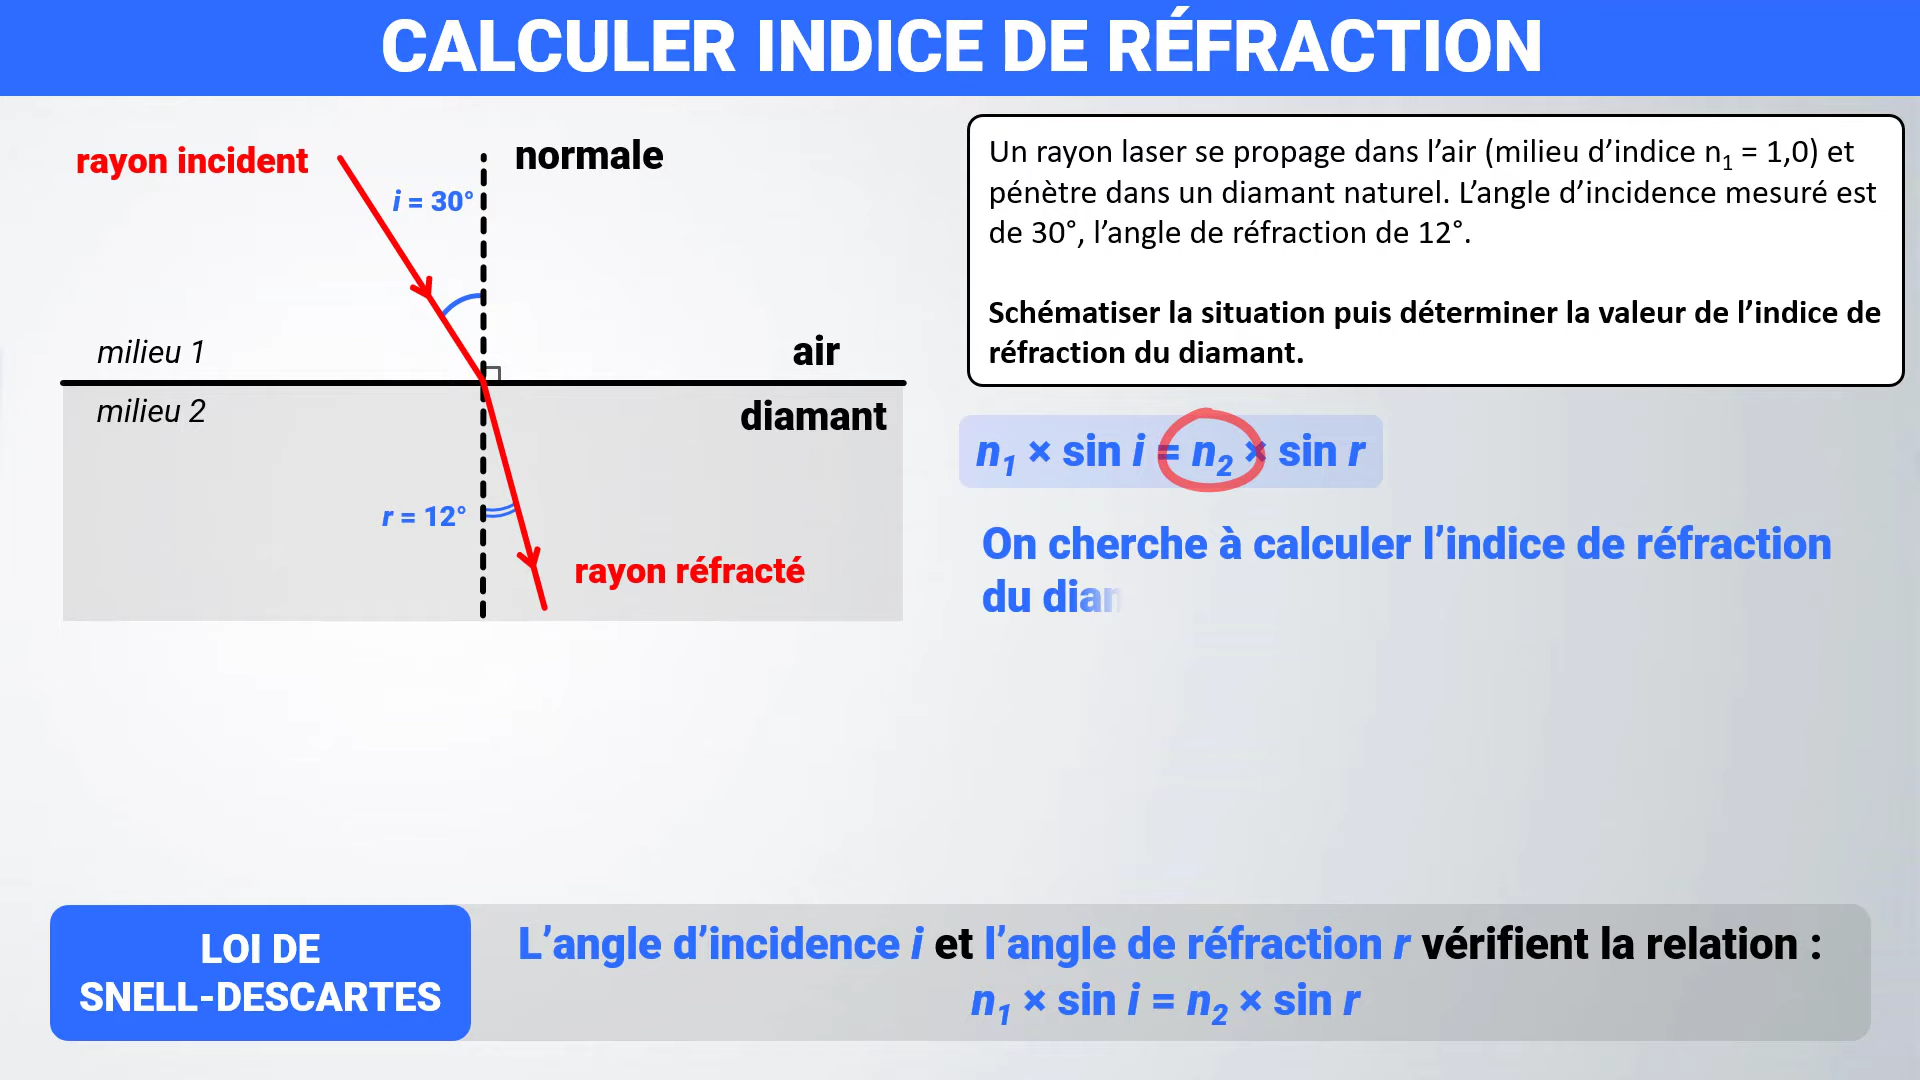 CALCULER INDICE DE RÉFRACTION
rayon incident
normale
i = 30°
milieu 1
air
milieu 2
diamant
r = 12°
rayon réfracté
Un rayon laser se propage dans l’air (milieu d’indice n₁ = 1,0) et
pénètre dans un diamant naturel. L’angle d’incidence mesuré est
de 30°, l’angle de réfraction de 12°.
Schématiser la situation puis déterminer la valeur de l’indice de
réfraction du diamant.
n₁ × sin i = n₂ × sin r
On cherche à calculer l’indice de réfraction
du dian
LOI DE
SNELL-DESCARTES
L’angle d’incidence i et l’angle de réfraction r vérifient la relation :
n₁ × sin i = n₂ × sin r